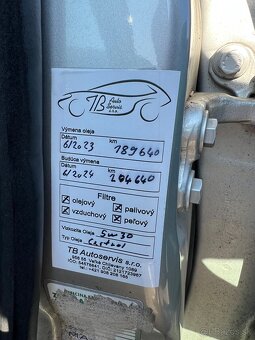 TB Auto
Servis
s.r.o.
Výmena oleja
Dátum km
6/2023 189640
Budúca výmena
Dátum km
6/2024 204640
Filtre
olejový palivový
vzduchový peľový
Viskozita Oleja 5W30
Typ Oleja Castrol
TB Autoservis s.r.o.